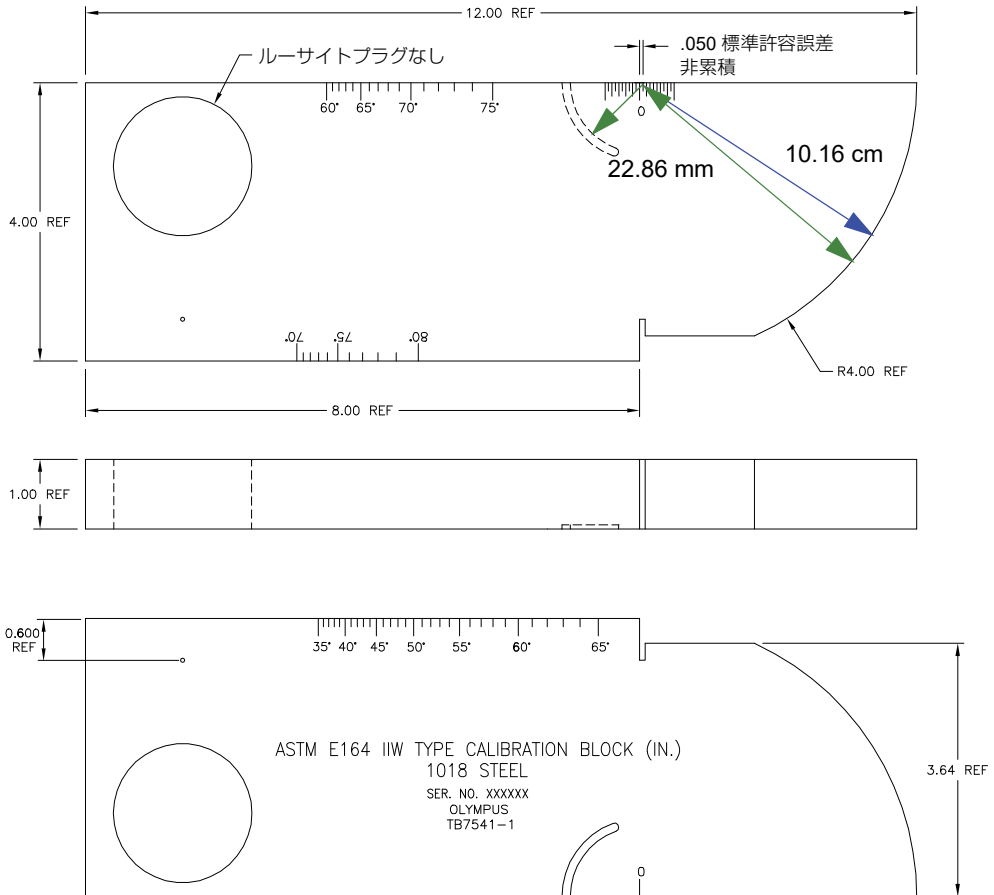 12.00 REF
ルーサイトプラグなし
.050 標準許容誤差
非累積
60° 65° 70° 75°
0
22.86 mm
10.16 cm
4.00 REF
70° 75° 80°
R4.00 REF
8.00 REF
1.00 REF
0.600
REF
35° 40° 45° 50° 55° 60° 65°
ASTM E164 IIW TYPE CALIBRATION BLOCK (IN.)
1018 STEEL
SER. NO. XXXXXX
OLYMPUS
TB7541-1
3.64 REF
0